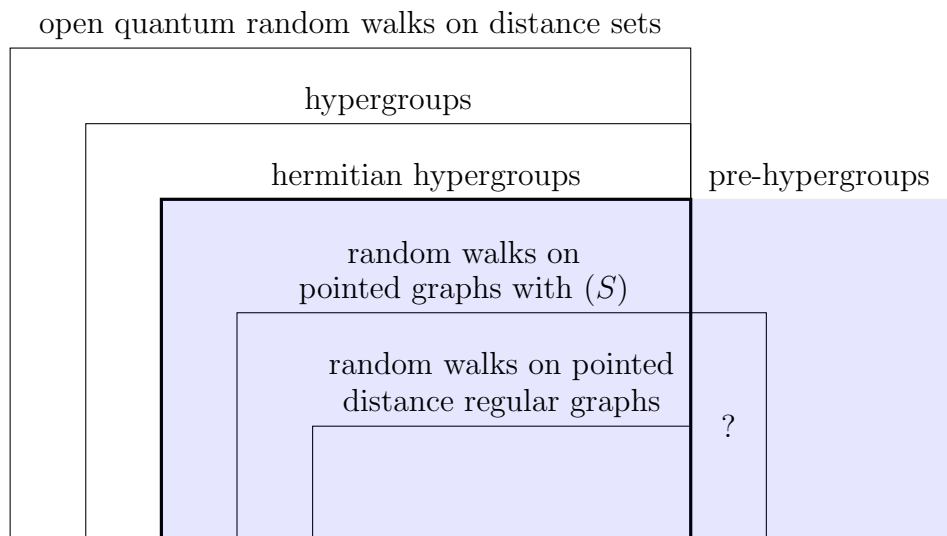 open quantum random walks on distance sets
hypergroups
hermitian hypergroups
pre-hypergroups
random walks on
pointed graphs with (S)
random walks on pointed
distance regular graphs
?